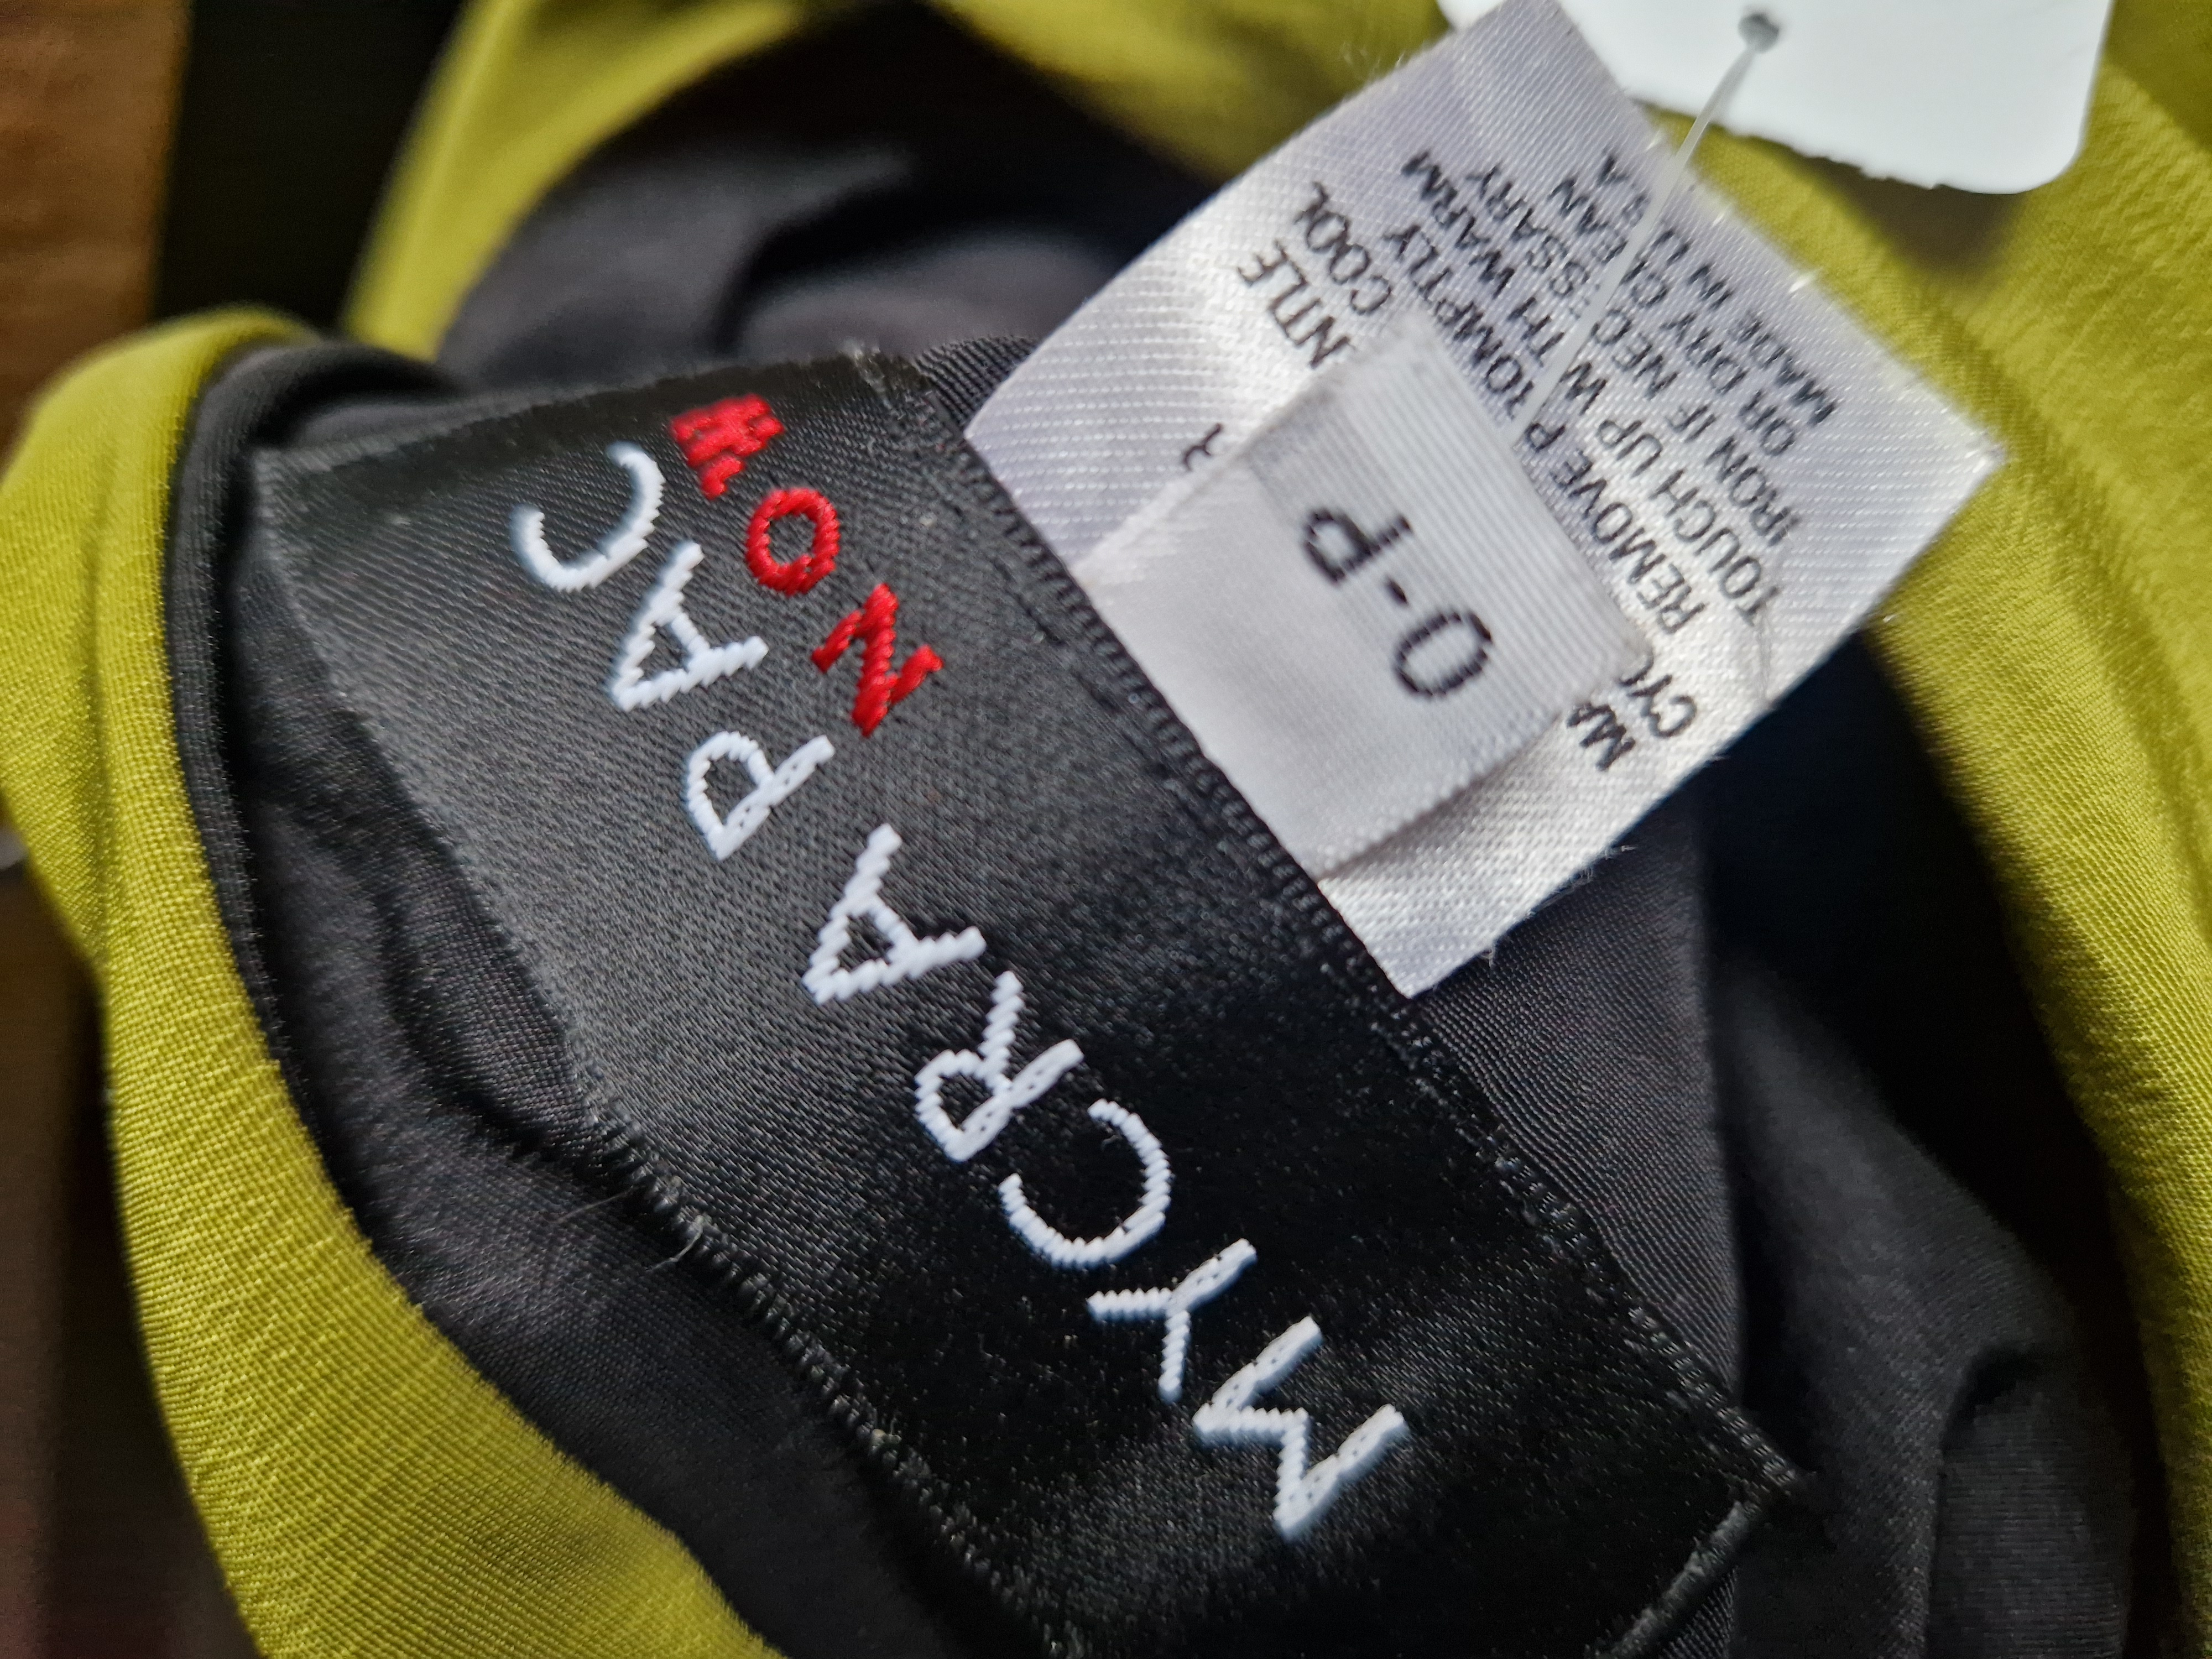 MYCRA PAC
NOW
0-P
COOL
REMOVE PROMPTLY
TOUCH UP WITH WARM
IRON IF NECESSARY
OR DRY CLEAN
MADE IN U.S.A